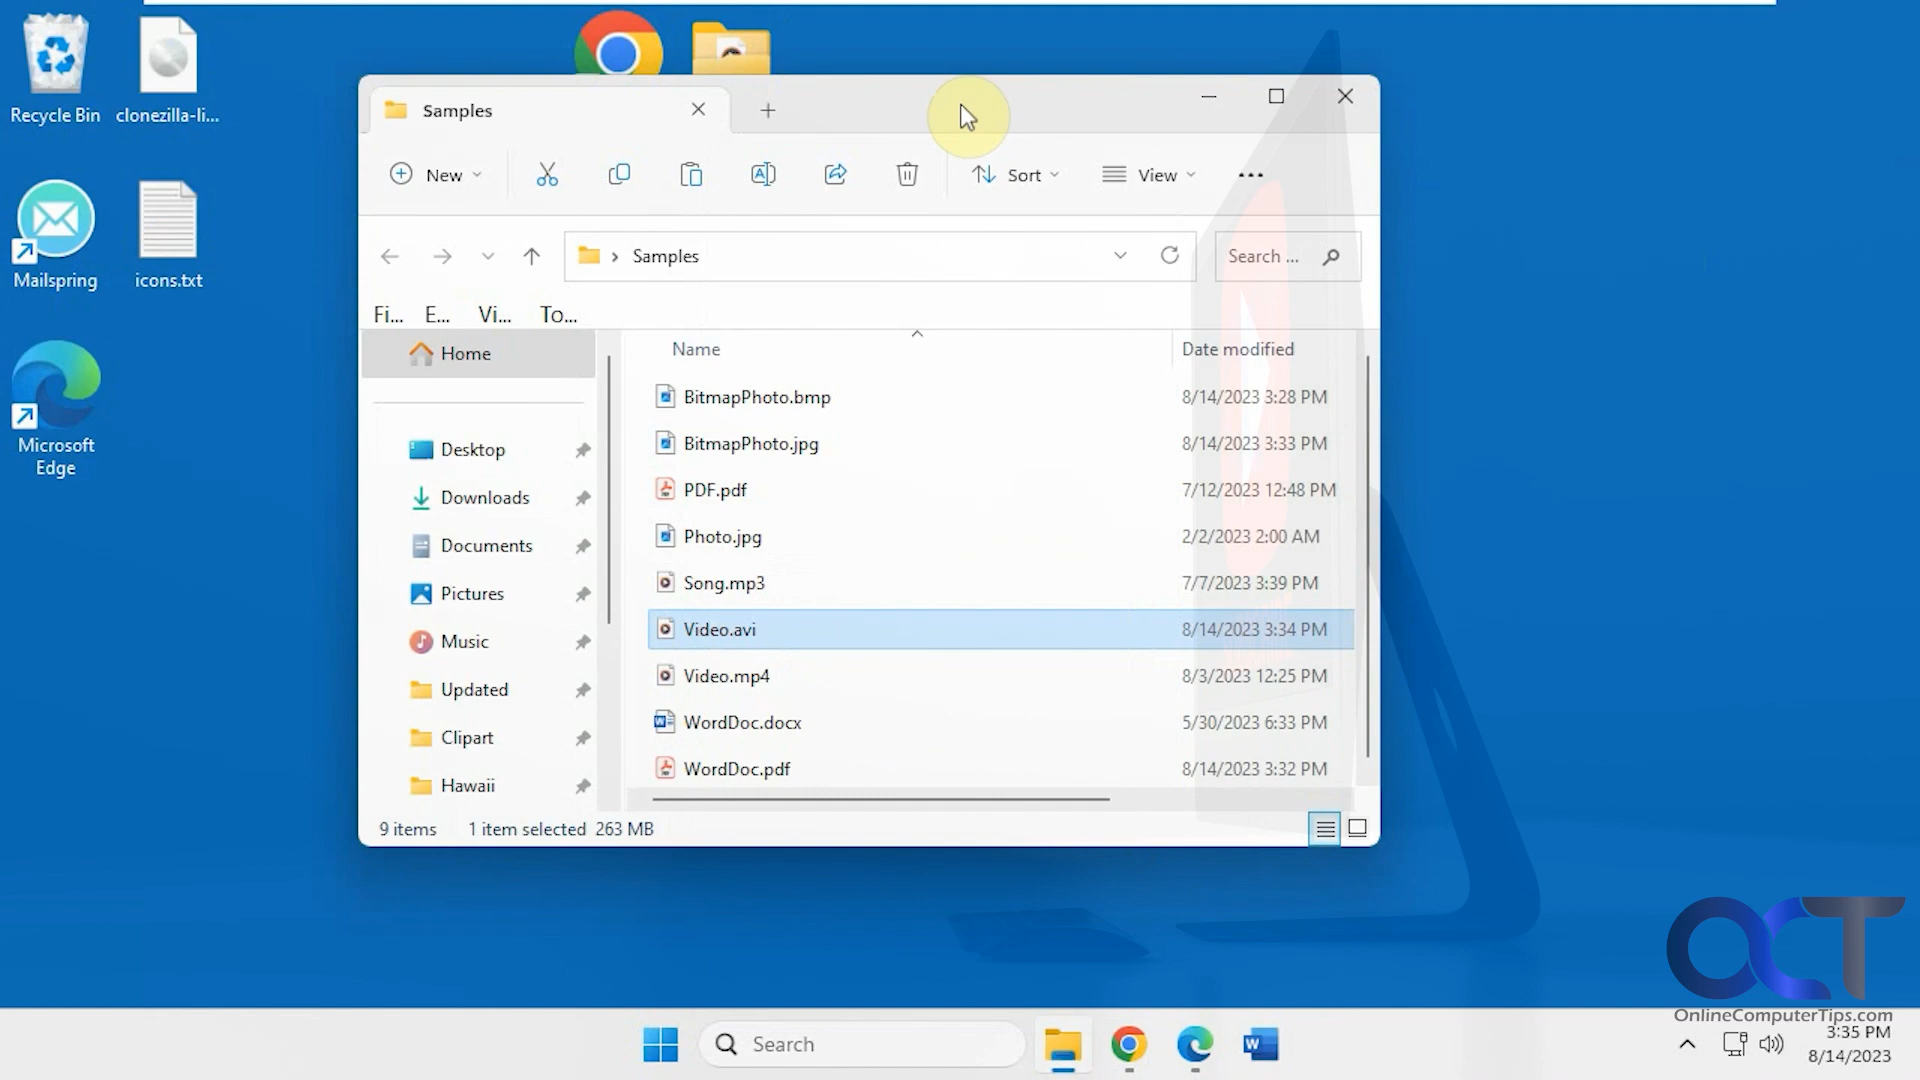 Recycle Bin
clonezilla-li...
Mailspring
icons.txt
Microsoft
Edge
Samples
New
Sort
View
Samples
Search ...
Fi... E... Vi... To...
Home
Desktop
Downloads
Documents
Pictures
Music
Updated
Clipart
Hawaii
Name Date modified
BitmapPhoto.bmp 8/14/2023 3:28 PM
BitmapPhoto.jpg 8/14/2023 3:33 PM
PDF.pdf 7/12/2023 12:48 PM
Photo.jpg 2/2/2023 2:00 AM
Song.mp3 7/7/2023 3:39 PM
Video.avi 8/14/2023 3:34 PM
Video.mp4 8/3/2023 12:25 PM
WordDoc.docx 5/30/2023 6:33 PM
WordDoc.pdf 8/14/2023 3:32 PM
9 items 1 item selected 263 MB
OCT
OnlineComputerTips.com
Search
3:35 PM
8/14/2023